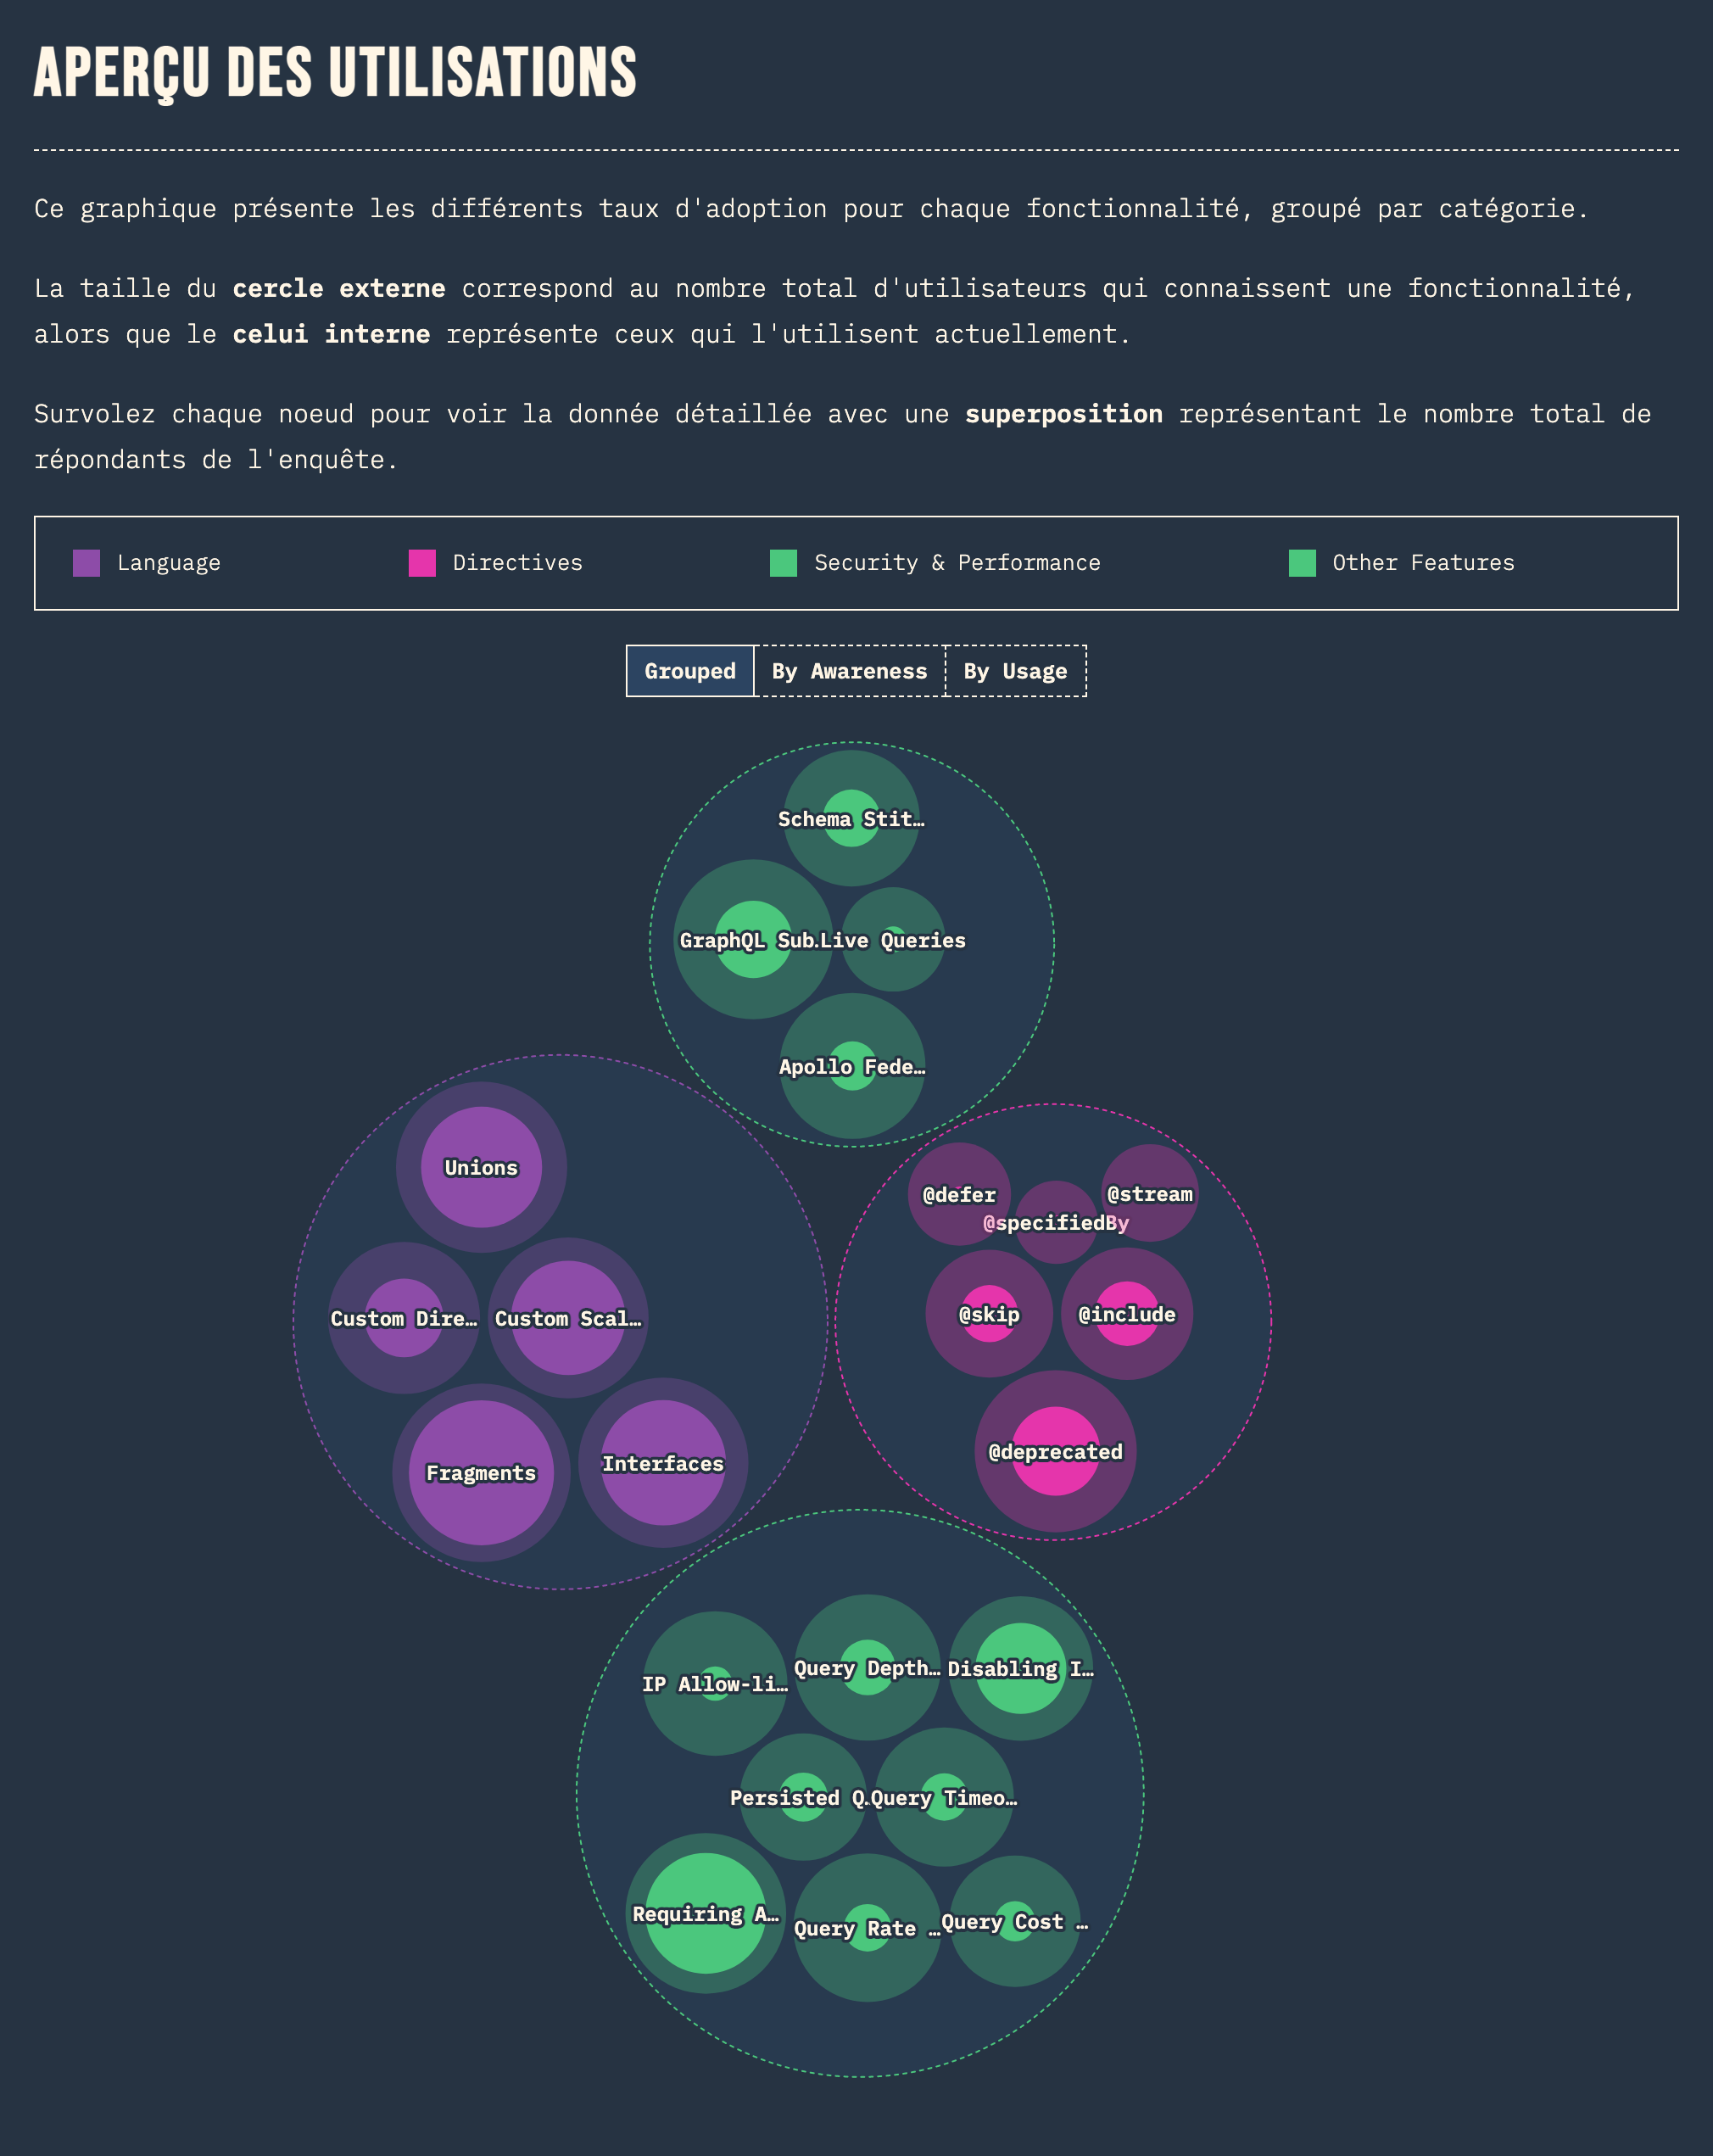 APERÇU DES UTILISATIONS
Ce graphique présente les différents taux d'adoption pour chaque fonctionnalité, groupé par catégorie.
La taille du cercle externe correspond au nombre total d'utilisateurs qui connaissent une fonctionnalité,
alors que le celui interne représente ceux qui l'utilisent actuellement.
Survolez chaque noeud pour voir la donnée détaillée avec une superposition représentant le nombre total de
répondants de l'enquête.
Language Directives Security & Performance Other Features
Grouped By Awareness By Usage
Schema Stit…
GraphQL Sub. Live Queries
Apollo Fede…
Unions
@defer @stream
@specifiedBy
Custom Dire… Custom Scal…
@skip @include
Fragments Interfaces
@deprecated
IP Allow-li… Query Depth… Disabling I…
Persisted Q. Query Timeo…
Requiring A… Query Rate … Query Cost …